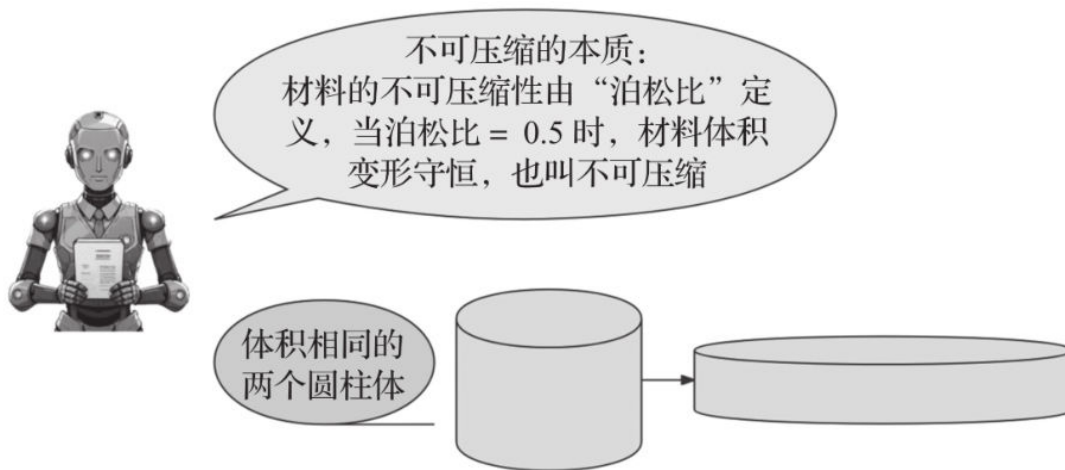 不可压缩的本质：
材料的不可压缩性由“泊松比”定
义，当泊松比 = 0.5 时，材料体积
变形守恒，也叫不可压缩
体积相同的
两个圆柱体